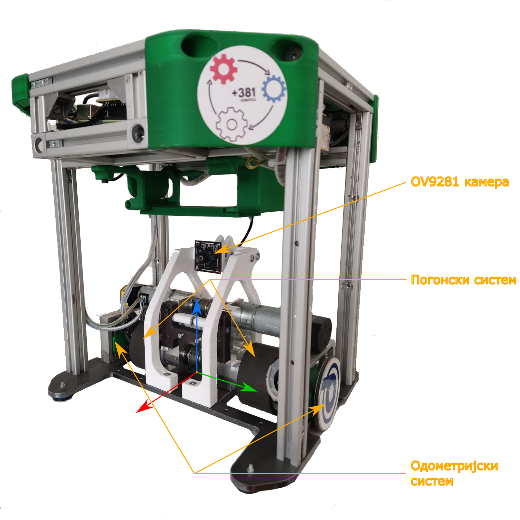 +381
OV9281 камера
Погонски систем
Одометријски
систем